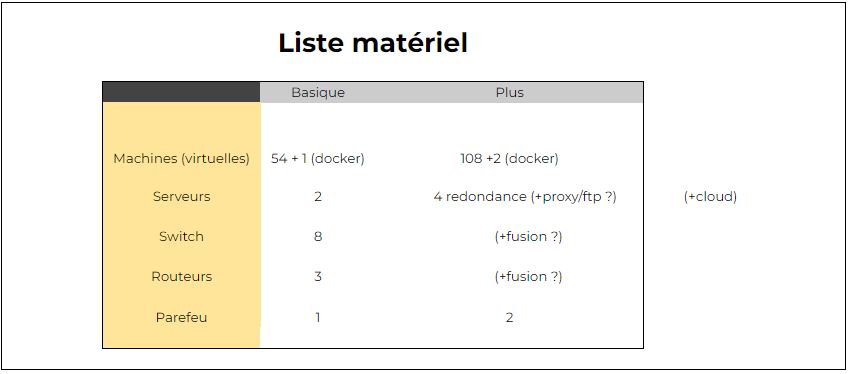 Liste matériel
Basique Plus
Machines (virtuelles) 54 + 1 (docker) 108 +2 (docker)
Serveurs 2 4 redondance (+proxy/ftp ?) (+cloud)
Switch 8 (+fusion ?)
Routeurs 3 (+fusion ?)
Parefeu 1 2